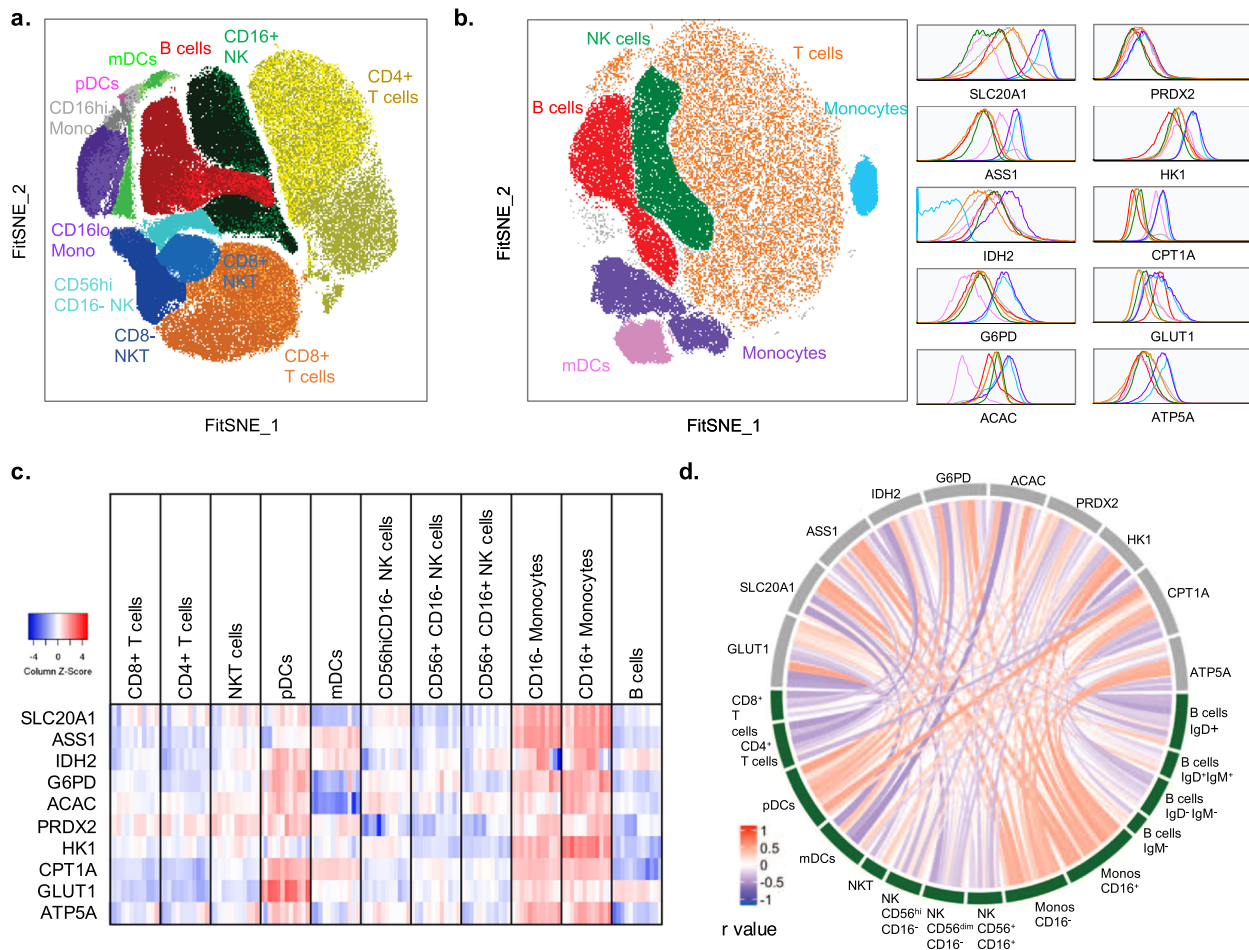 a.
mDCs
B cells
CD16+
NK
pDCs
CD16hi
Mono
CD4+
T cells
CD16lo
Mono
CD56hi
CD16- NK
CD8+
NKT
CD8-
NKT
CD8+
T cells
FitSNE_2
FitSNE_1
b.
NK cells
T cells
B cells
Monocytes
mDCs
Monocytes
FitSNE_2
FitSNE_1
SLC20A1
PRDX2
ASS1
HK1
IDH2
CPT1A
G6PD
GLUT1
ACAC
ATP5A
c.
-4 -2 0 2 4
Column Z-Score
CD8+ T cells
CD4+ T cells
NKT cells
pDCs
mDCs
CD56hiCD16- NK cells
CD56+ CD16- NK cells
CD56+ CD16+ NK cells
CD16- Monocytes
CD16+ Monocytes
B cells
SLC20A1
ASS1
IDH2
G6PD
ACAC
PRDX2
HK1
CPT1A
GLUT1
ATP5A
d.
G6PD
ACAC
IDH2
PRDX2
ASS1
HK1
SLC20A1
CPT1A
GLUT1
ATP5A
CD8⁺
T
cells
CD4⁺
T cells
pDCs
mDCs
NKT
NK
CD56ʰⁱ
CD16⁻
NK
CD56ᵈⁱᵐ
CD16⁻
NK
CD56⁺
CD16⁺
Monos
CD16⁻
Monos
CD16⁺
B cells
IgM⁻
B cells
IgD⁻IgM⁻
B cells
IgD⁺IgM⁺
B cells
IgD+
1
0.5
0
-0.5
-1
r value